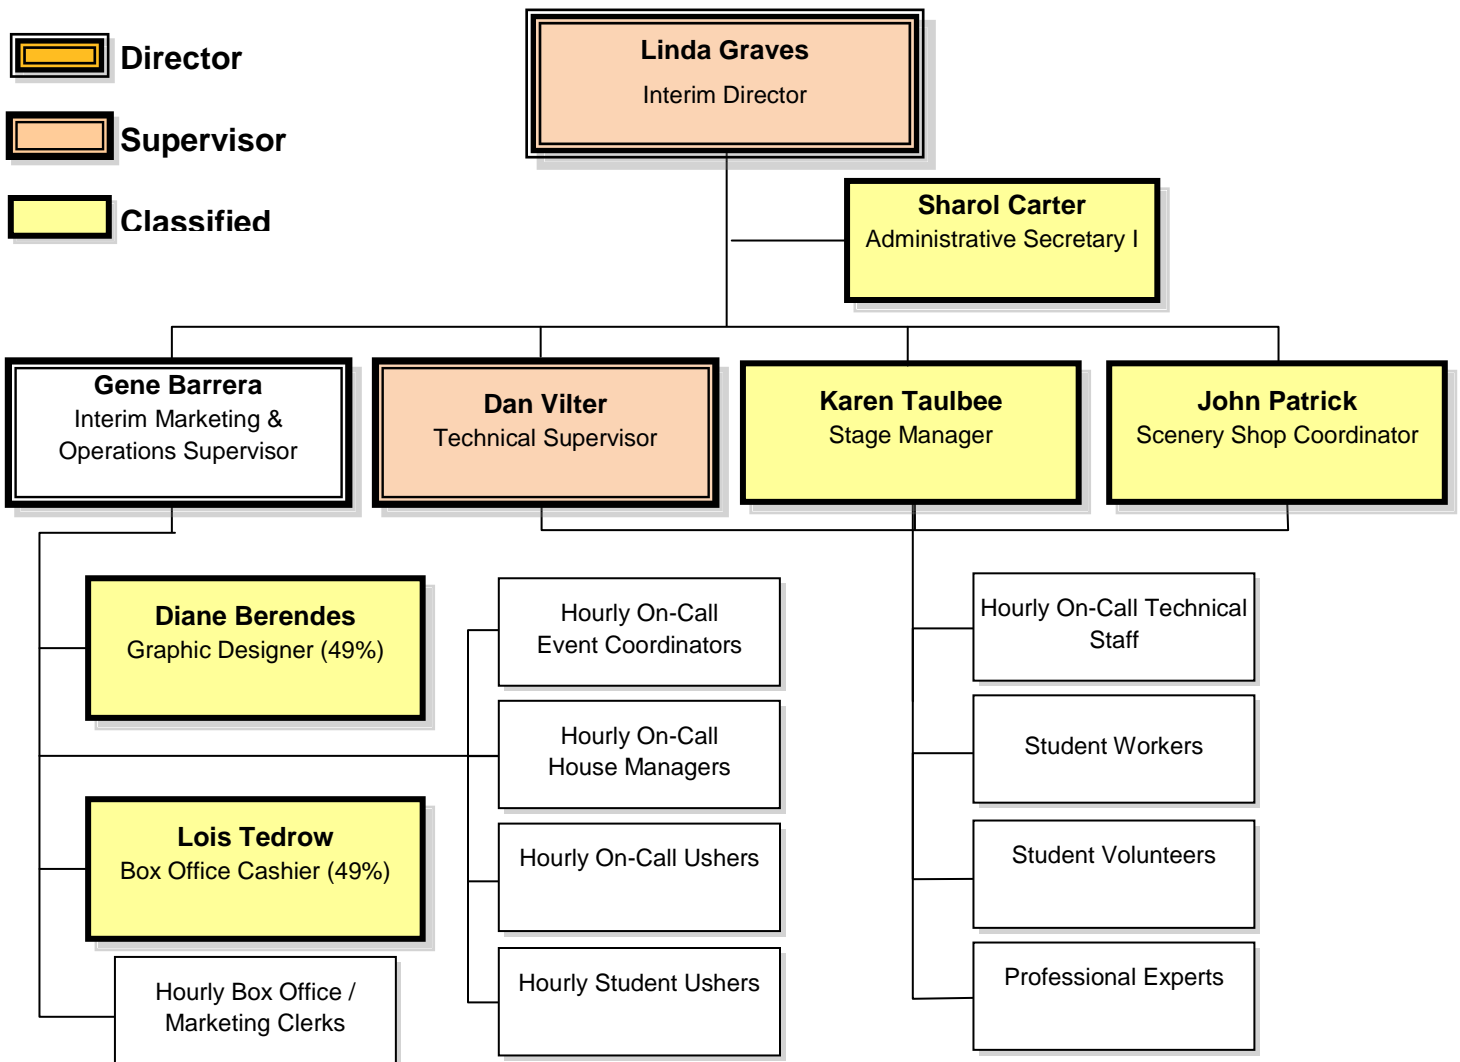 Director
Supervisor
Classified
Linda Graves
Interim Director
Sharol Carter
Administrative Secretary I
Gene Barrera
Interim Marketing &
Operations Supervisor
Dan Vilter
Technical Supervisor
Karen Taulbee
Stage Manager
John Patrick
Scenery Shop Coordinator
Diane Berendes
Graphic Designer (49%)
Lois Tedrow
Box Office Cashier (49%)
Hourly Box Office /
Marketing Clerks
Hourly On-Call
Event Coordinators
Hourly On-Call
House Managers
Hourly On-Call Ushers
Hourly Student Ushers
Hourly On-Call Technical
Staff
Student Workers
Student Volunteers
Professional Experts